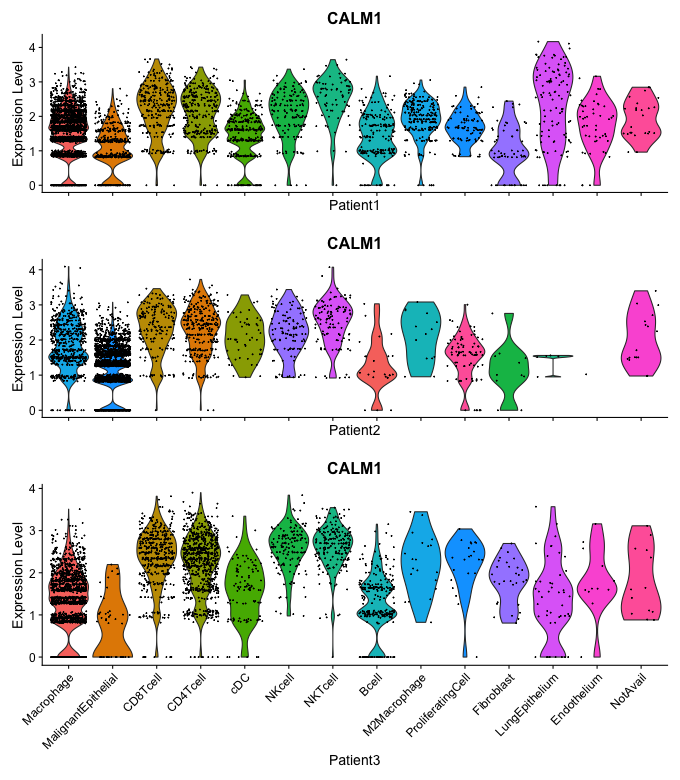 CALM1
4
3
2
1
0
Expression Level
Patient1
CALM1
4
3
2
1
0
Expression Level
Patient2
CALM1
4
3
2
1
0
Expression Level
Macrophage
MalignantEpithelial
CD8Tcell
CD4Tcell
cDC
NKcell
NKTcell
Bcell
M2Macrophage
ProliferatingCell
Fibroblast
LungEpithelium
Endothelium
NotAvail
Patient3